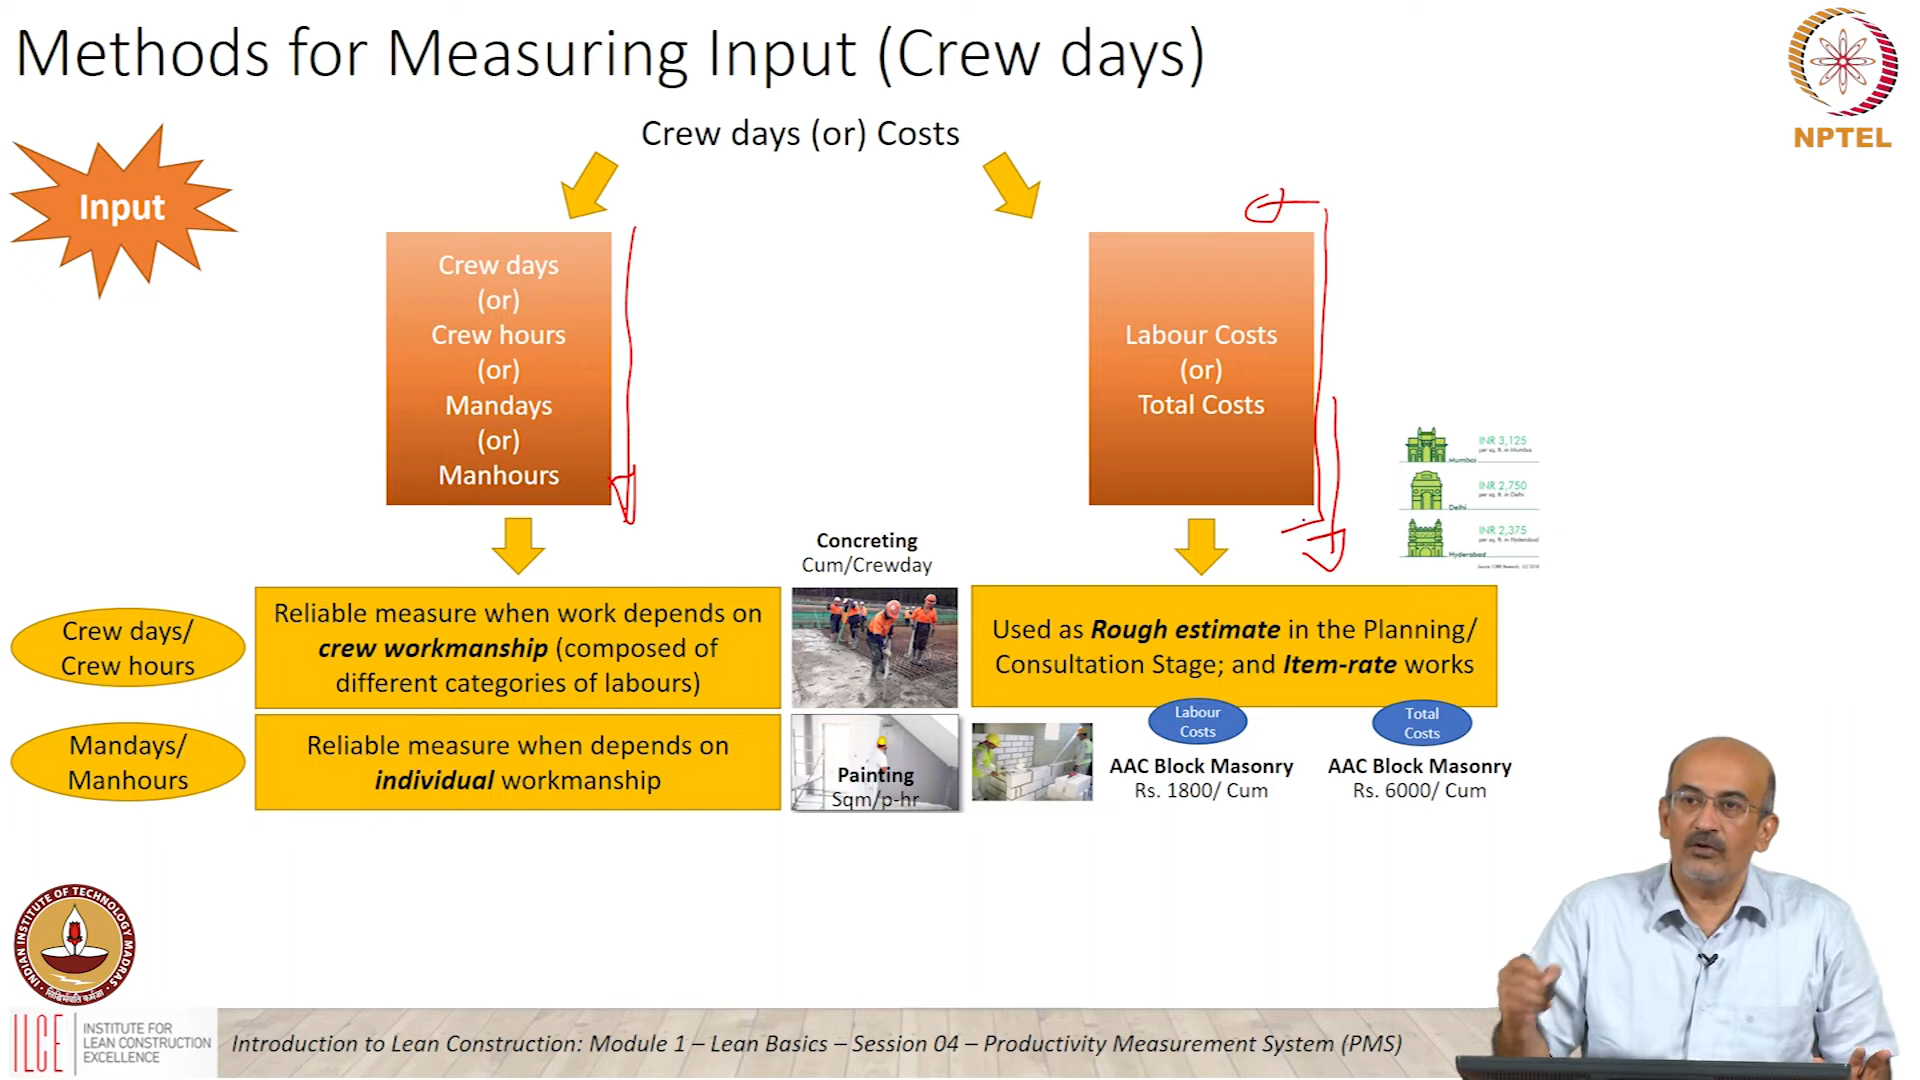 Methods for Measuring Input (Crew days)
NPTEL
Crew days (or) Costs
Input
Crew days
(or)
Crew hours
(or)
Mandays
(or)
Manhours
Labour Costs
(or)
Total Costs
INR 3,125
per sq. ft. in Mumbai
Mumbai
INR 2,750
per sq. ft. in Delhi
Delhi
INR 2,375
per sq. ft. in Hyderabad
Hyderabad
Concreting
Cum/Crewday
Crew days/
Crew hours
Reliable measure when work depends on
crew workmanship (composed of
different categories of labours)
Used as Rough estimate in the Planning/
Consultation Stage; and Item-rate works
Mandays/
Manhours
Reliable measure when depends on
individual workmanship
Painting
Sqm/p-hr
Labour
Costs
AAC Block Masonry
Rs. 1800/ Cum
Total
Costs
AAC Block Masonry
Rs. 6000/ Cum
INDIAN INSTITUTE OF TECHNOLOGY MADRAS
सिद्धिर्भवति कर्मजा
ILCE
INSTITUTE FOR
LEAN CONSTRUCTION
EXCELLENCE
Introduction to Lean Construction: Module 1 – Lean Basics – Session 04 – Productivity Measurement System (PMS)